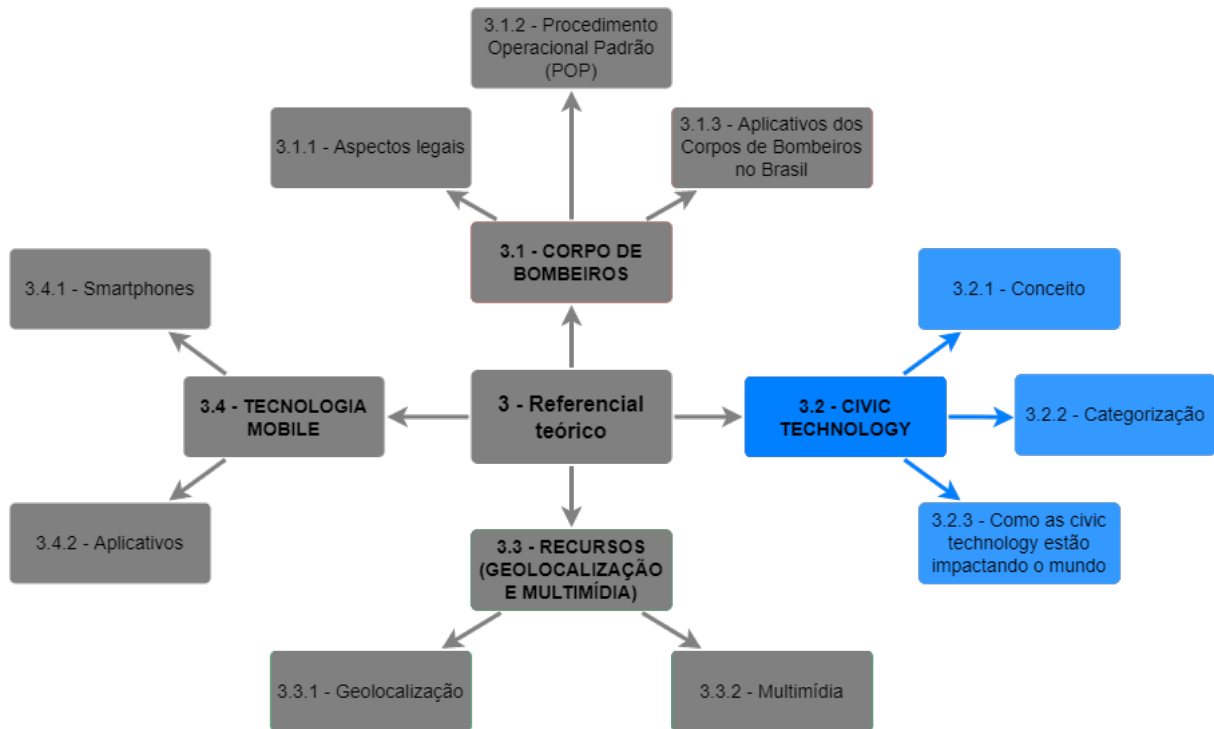 3.1.2 - Procedimento
Operacional Padrão
(POP)
3.1.1 - Aspectos legais
3.1.3 - Aplicativos dos
Corpos de Bombeiros
no Brasil
3.1 - CORPO DE
BOMBEIROS
3.4.1 - Smartphones
3.2.1 - Conceito
3.4 - TECNOLOGIA
MOBILE
3 - Referencial
teórico
3.2 - CIVIC
TECHNOLOGY
3.2.2 - Categorização
3.4.2 - Aplicativos
3.3 - RECURSOS
(GEOLOCALIZAÇÃO
E MULTIMÍDIA)
3.2.3 - Como as civic
technology estão
impactando o mundo
3.3.1 - Geolocalização
3.3.2 - Multimídia